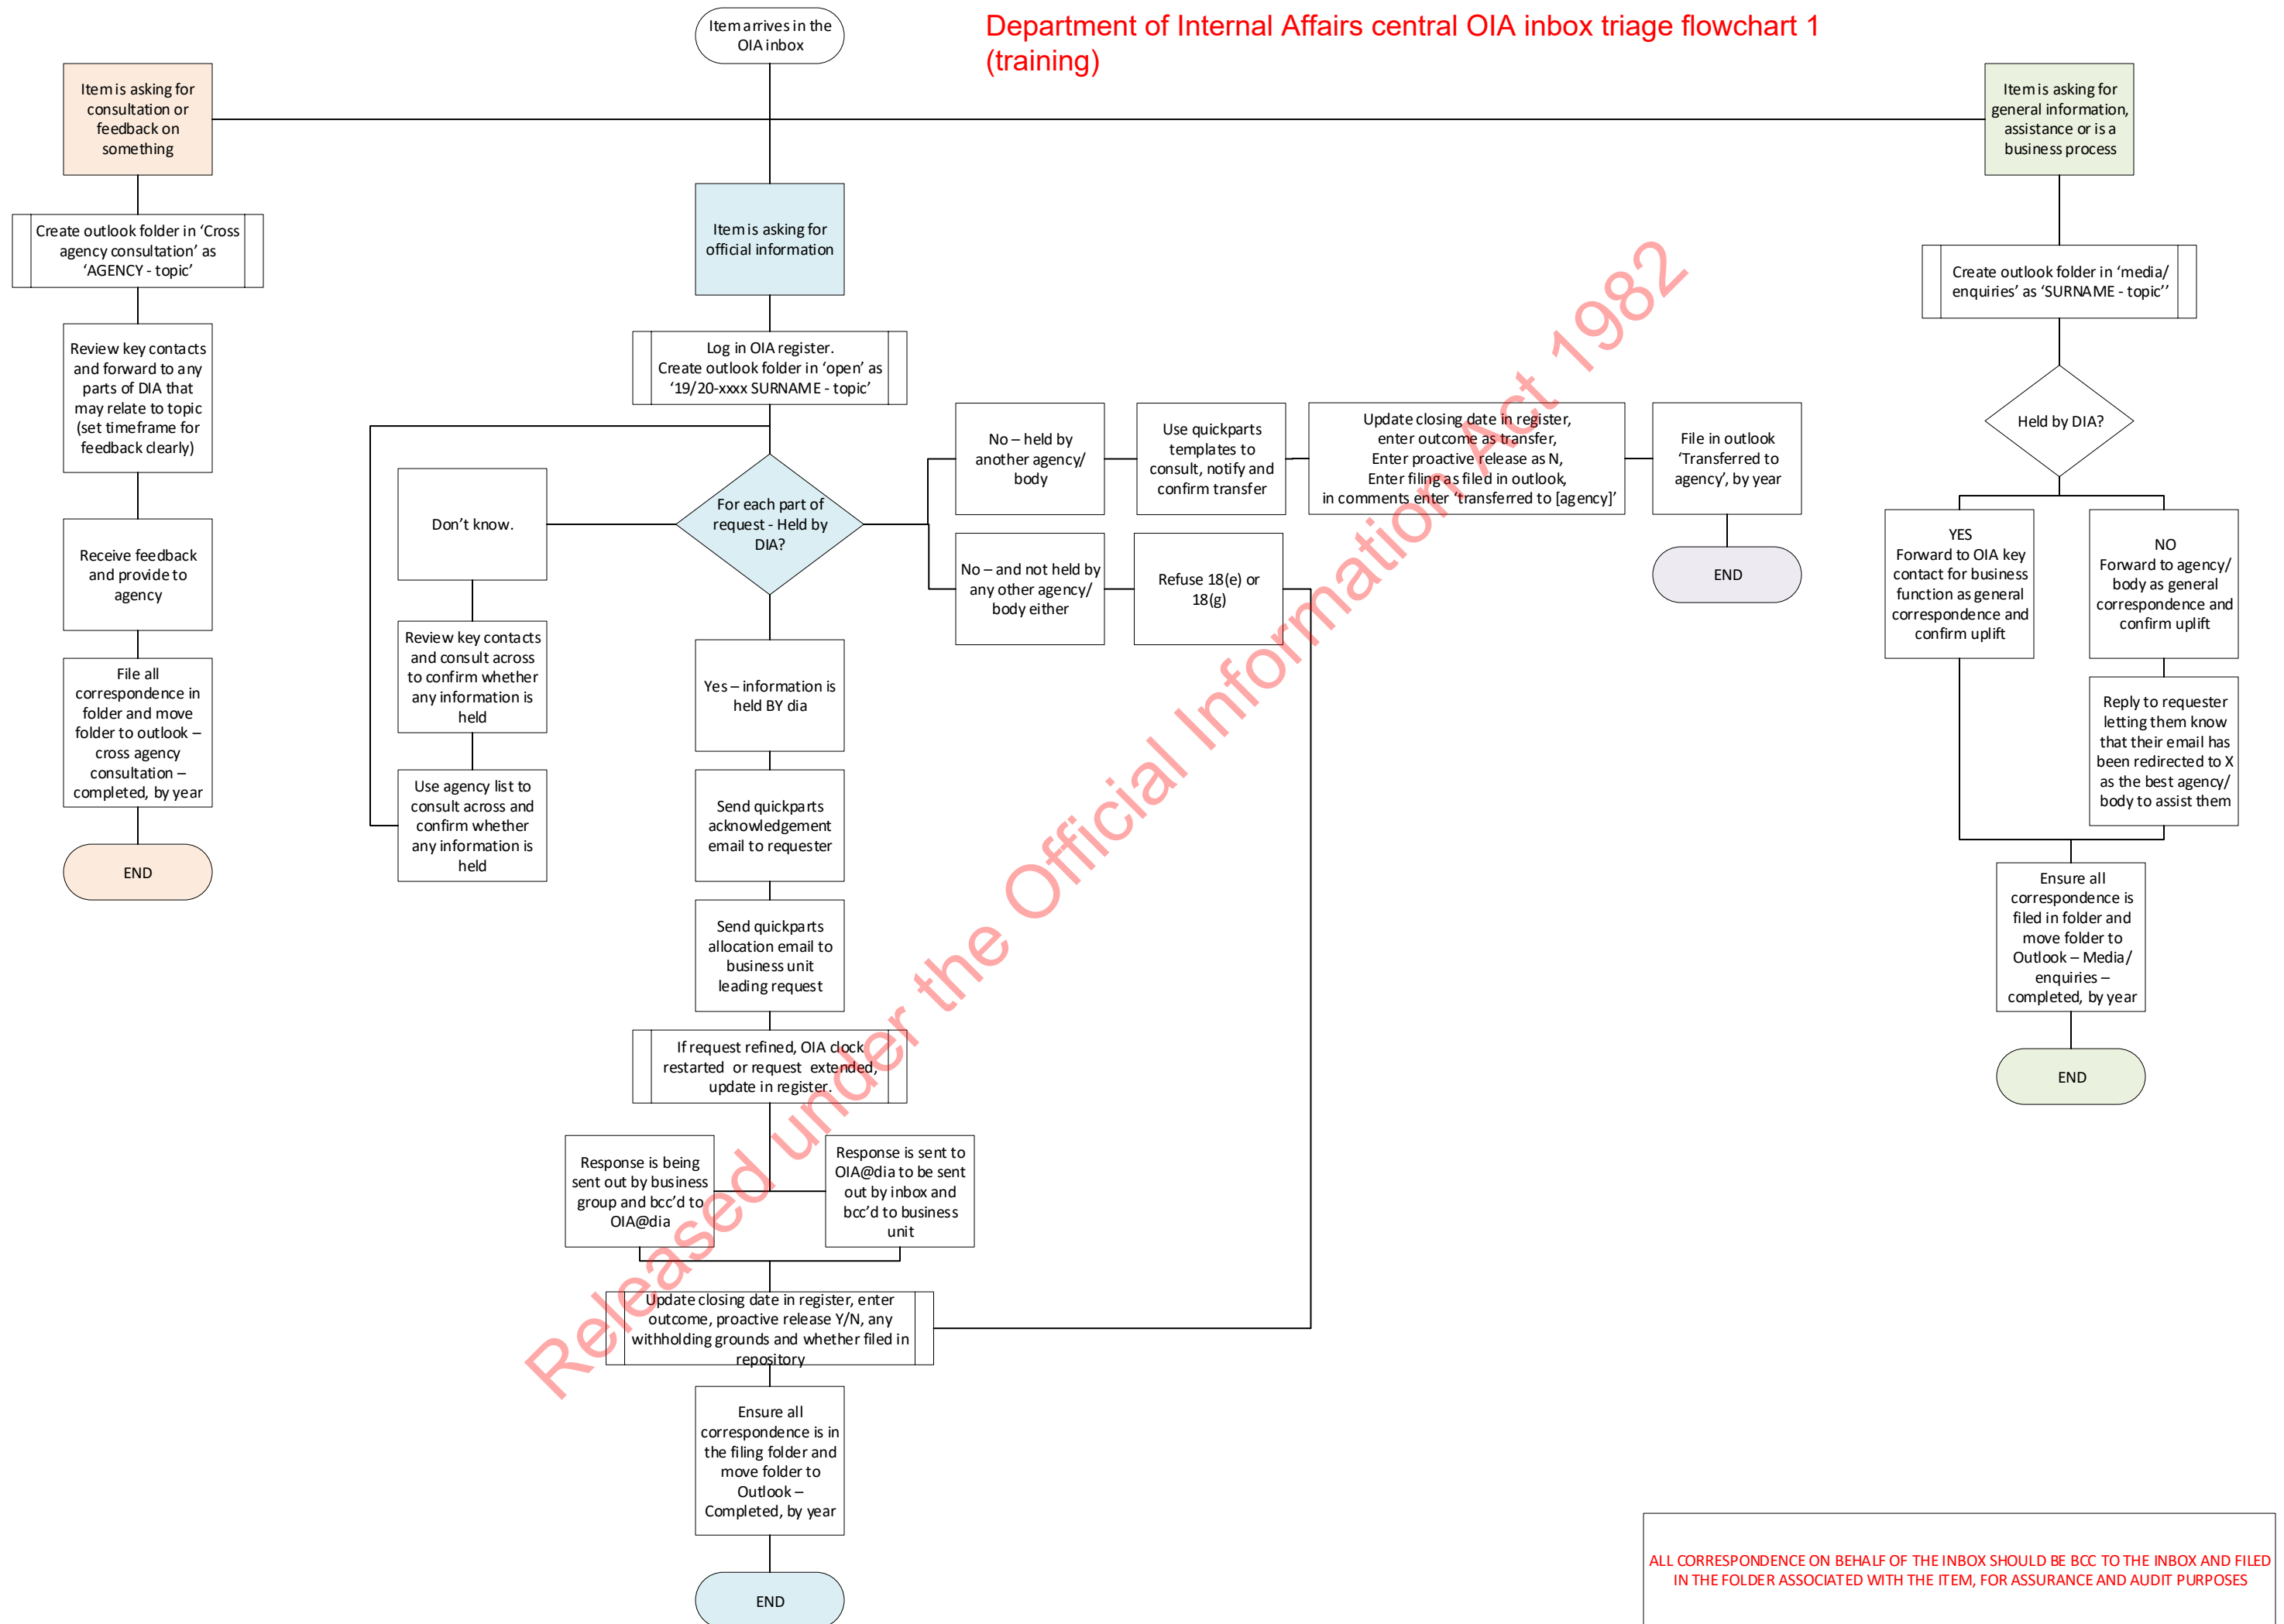 Item arrives in the
OIA inbox
Department of Internal Affairs central OIA inbox triage flowchart 1
(training)
Item is asking for
consultation or
feedback on
something
Create outlook folder in ‘Cross
agency consultation’ as
‘AGENCY - topic’
Review key contacts
and forward to any
parts of DIA that
may relate to topic
(set timeframe for
feedback clearly)
Receive feedback
and provide to
agency
File all
correspondence in
folder and move
folder to outlook –
cross agency
consultation –
completed, by year
END
Item is asking for
official information
Log in OIA register.
Create outlook folder in ‘open’ as
‘19/20-xxxx SURNAME - topic’
For each part of
request - Held by
DIA?
Don’t know.
Review key contacts
and consult across
to confirm whether
any information is
held
Use agency list to
consult across and
confirm whether
any information is
held
No – held by
another agency/
body
Use quickparts
templates to
consult, notify and
confirm transfer
Update closing date in register,
enter outcome as transfer,
Enter proactive release as N,
Enter filing as filed in outlook,
in comments enter ‘transferred to [agency]’
File in outlook
‘Transferred to
agency’, by year
END
No – and not held by
any other agency/
body either
Refuse 18(e) or
18(g)
Yes – information is
held BY dia
Send quickparts
acknowledgement
email to requester
Send quickparts
allocation email to
business unit
leading request
If request refined, OIA clock
restarted or request extended,
update in register.
Response is being
sent out by business
group and bcc’d to
OIA@dia
Response is sent to
OIA@dia to be sent
out by inbox and
bcc’d to business
unit
Update closing date in register, enter
outcome, proactive release Y/N, any
withholding grounds and whether filed in
repository
Ensure all
correspondence is in
the filing folder and
move folder to
Outlook –
Completed, by year
END
Item is asking for
general information,
assistance or is a
business process
Create outlook folder in ‘media/
enquiries’ as ‘SURNAME - topic’’
Held by DIA?
YES
Forward to OIA key
contact for business
function as general
correspondence and
confirm uplift
NO
Forward to agency/
body as general
correspondence and
confirm uplift
Reply to requester
letting them know
that their email has
been redirected to X
as the best agency/
body to assist them
Ensure all
correspondence is
filed in folder and
move folder to
Outlook – Media/
enquiries –
completed, by year
END
ALL CORRESPONDENCE ON BEHALF OF THE INBOX SHOULD BE BCC TO THE INBOX AND FILED
IN THE FOLDER ASSOCIATED WITH THE ITEM, FOR ASSURANCE AND AUDIT PURPOSES
Released under the Official Information Act 1982